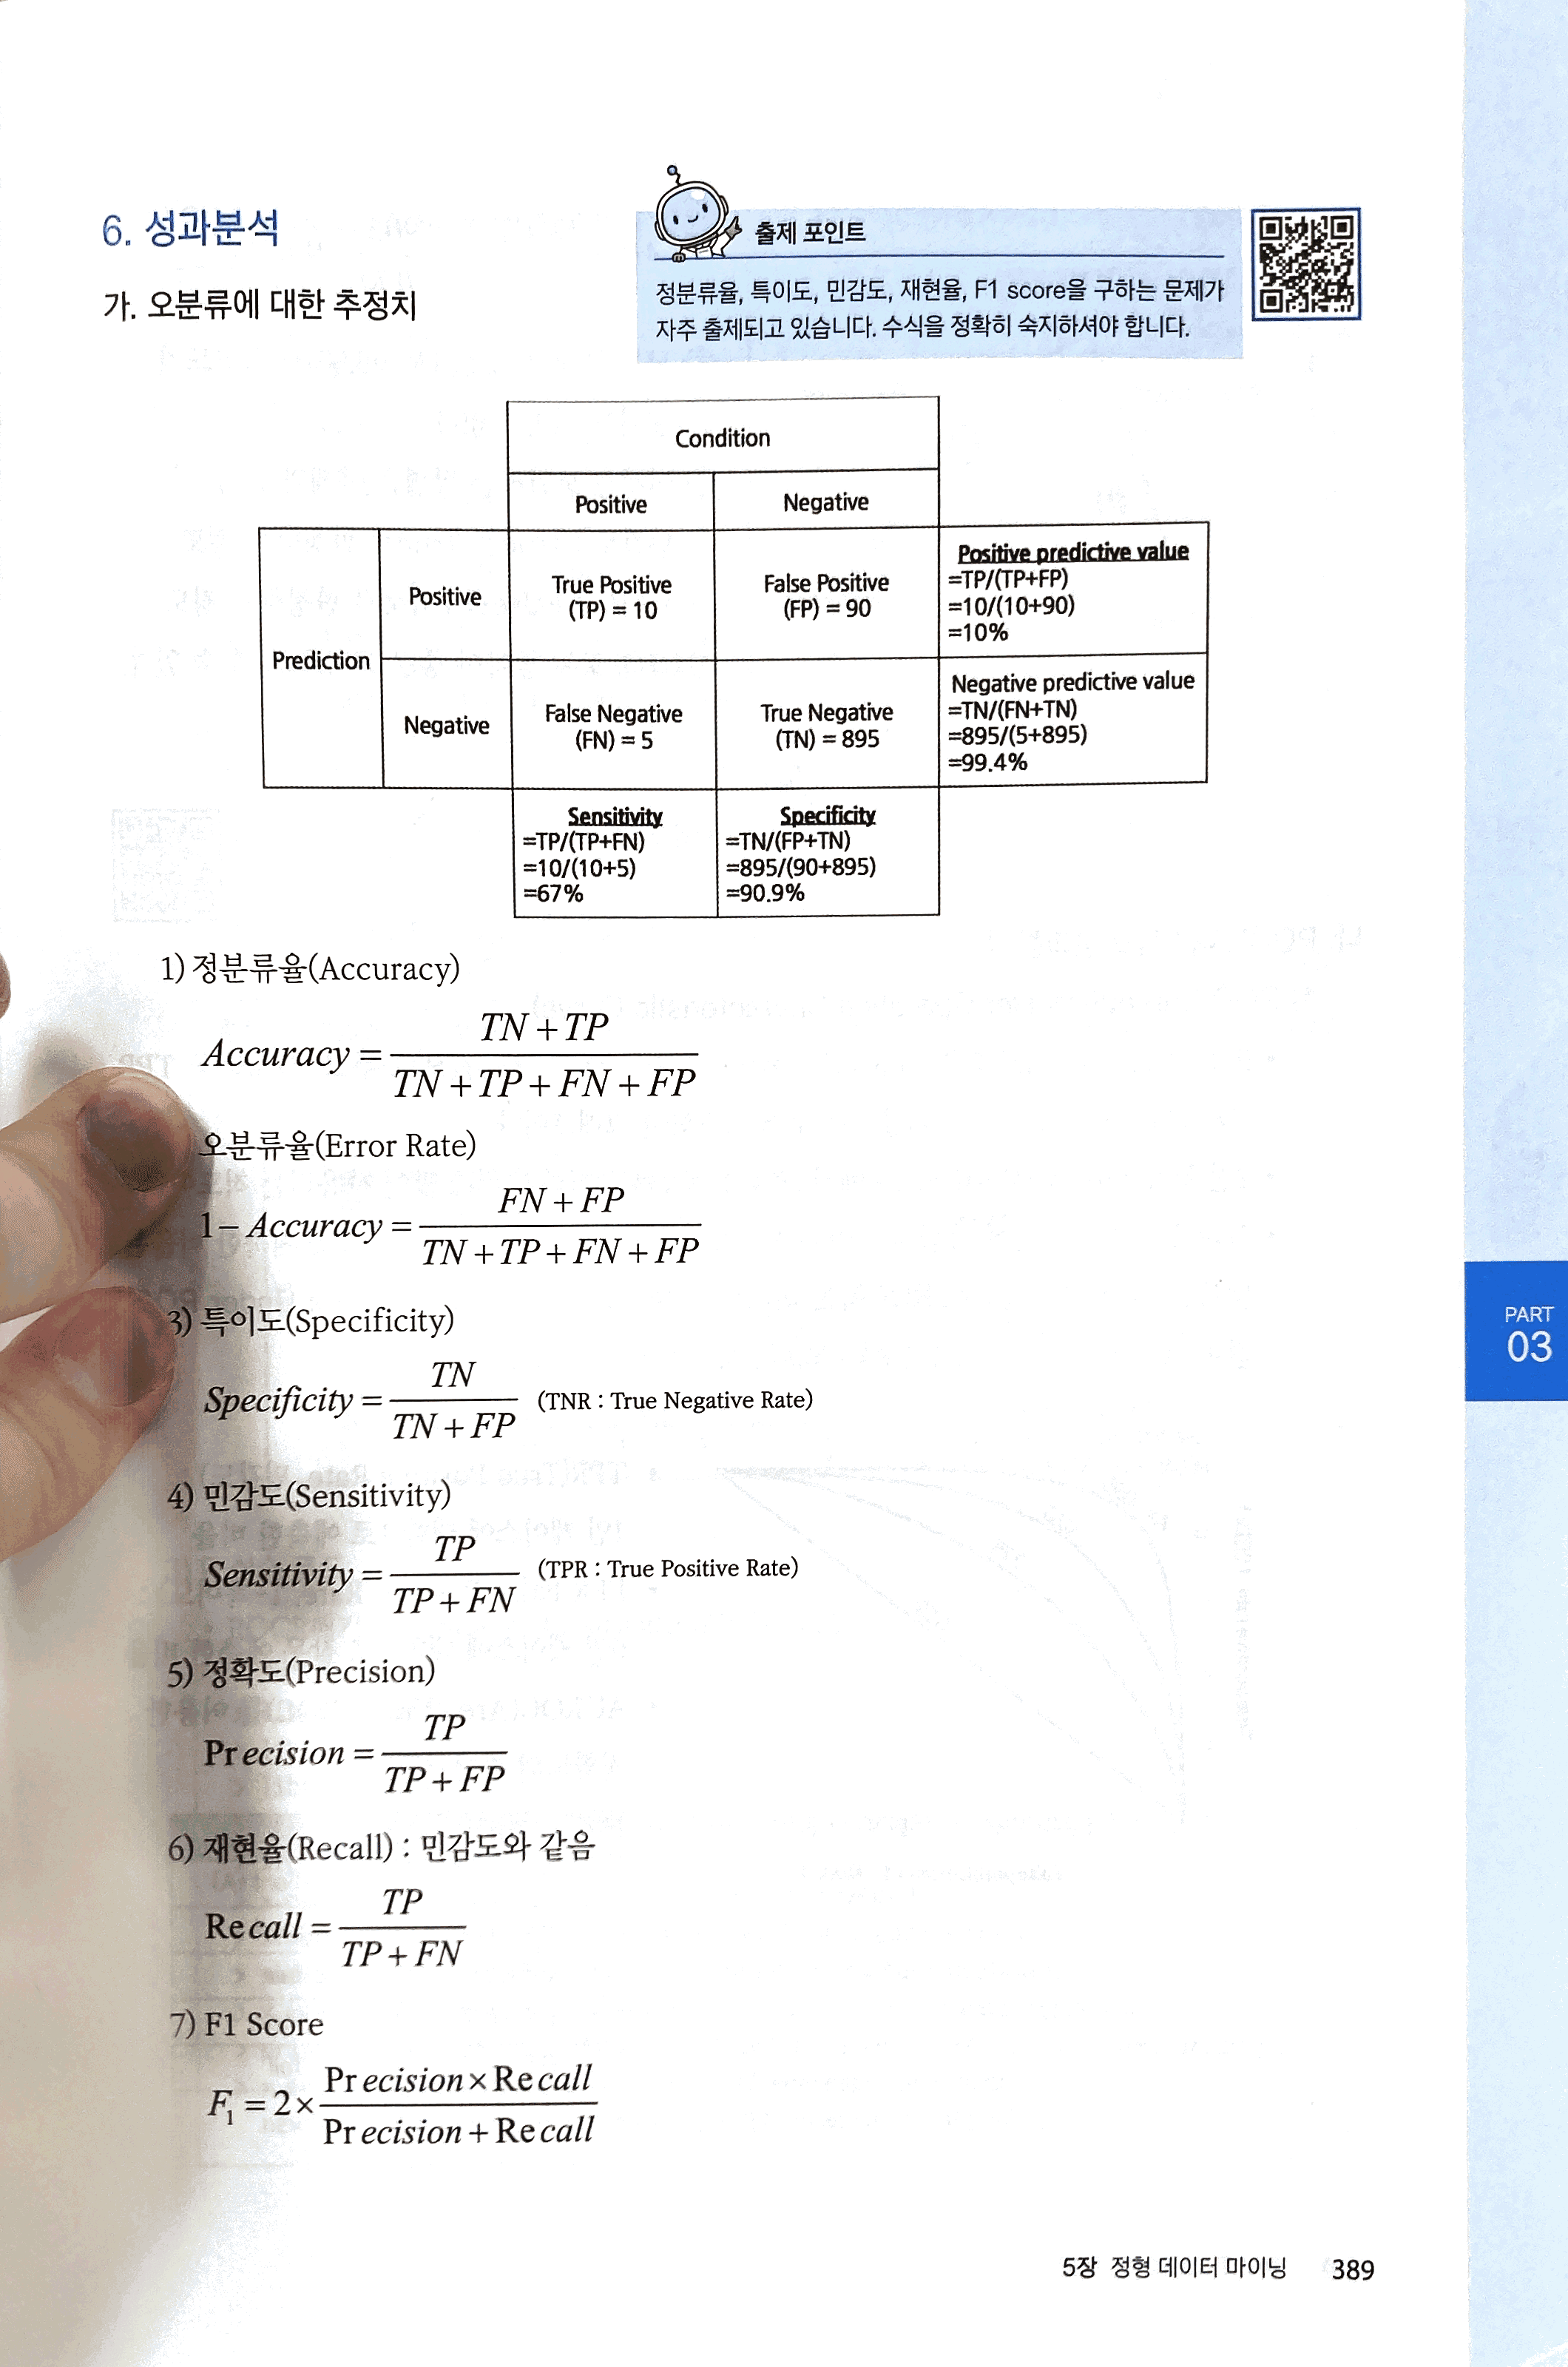 6. 성과분석
출제 포인트
가. 오분류에 대한 추정치
정분류율, 특이도, 민감도, 재현율, F1 score을 구하는 문제가
자주 출제되고 있습니다. 수식을 정확히 숙지하셔야 합니다.
Condition
Positive
Negative
Prediction
Positive
True Positive
(TP) = 10
False Positive
(FP) = 90
Positive predictive value
=TP/(TP+FP)
=10/(10+90)
=10%
Negative
False Negative
(FN) = 5
True Negative
(TN) = 895
Negative predictive value
=TN/(FN+TN)
=895/(5+895)
=99.4%
Sensitivity
=TP/(TP+FN)
=10/(10+5)
=67%
Specificity
=TN/(FP+TN)
=895/(90+895)
=90.9%
1) 정분류율(Accuracy)
Accuracy = TN + TP / TN + TP + FN + FP
오분류율(Error Rate)
1 - Accuracy = FN + FP / TN + TP + FN + FP
3) 특이도(Specificity)
Specificity = TN / TN + FP (TNR : True Negative Rate)
4) 민감도(Sensitivity)
Sensitivity = TP / TP + FN (TPR : True Positive Rate)
5) 정확도(Precision)
Precision = TP / TP + FP
6) 재현율(Recall) : 민감도와 같음
Recall = TP / TP + FN
7) F1 Score
F1 = 2 × Precision × Recall / Precision + Recall
PART
03
5장 정형 데이터 마이닝 389